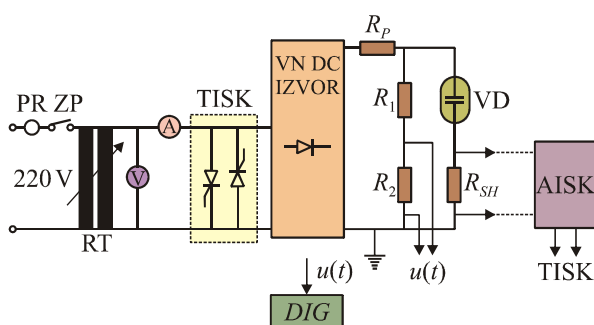 PR ZP
220 V
RT
A
V
TISK
VN DC
IZVOR
R_P
R_1
R_2
VD
R_SH
u(t)
AISK
TISK
u(t)
DIG